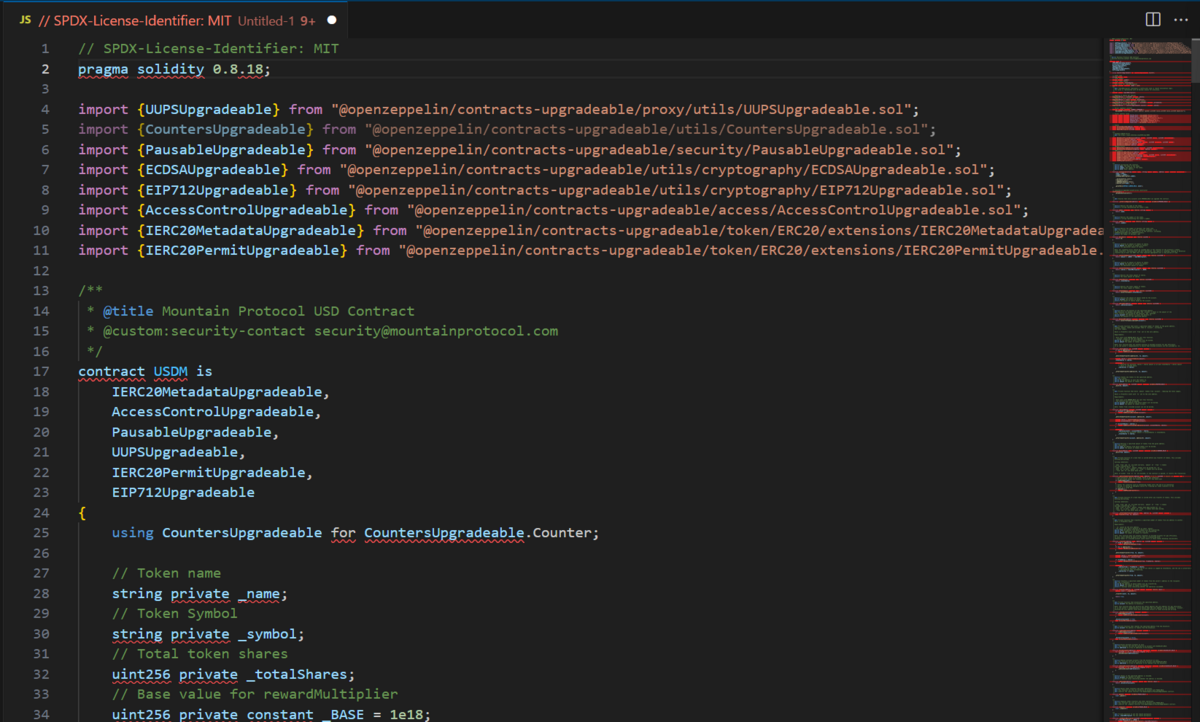 JS // SPDX-License-Identifier: MIT Untitled-1 9+
1 // SPDX-License-Identifier: MIT
2 pragma solidity 0.8.18;
3
4 import {UUPSUpgradeable} from "@openzeppelin/contracts-upgradeable/proxy/utils/UUPSUpgradeable.sol";
5 import {CountersUpgradeable} from "@openzeppelin/contracts-upgradeable/utils/CountersUpgradeable.sol";
6 import {PausableUpgradeable} from "@openzeppelin/contracts-upgradeable/security/PausableUpgradeable.sol";
7 import {ECDSAUpgradeable} from "@openzeppelin/contracts-upgradeable/utils/cryptography/ECDSAUpgradeable.sol";
8 import {EIP712Upgradeable} from "@openzeppelin/contracts-upgradeable/utils/cryptography/EIP712Upgradeable.sol";
9 import {AccessControlUpgradeable} from "@openzeppelin/contracts-upgradeable/access/AccessControlUpgradeable.sol";
10 import {IERC20MetadataUpgradeable} from "@openzeppelin/contracts-upgradeable/token/ERC20/extensions/IERC20MetadataUpgradea
11 import {IERC20PermitUpgradeable} from "@openzeppelin/contracts-upgradeable/token/ERC20/extensions/IERC20PermitUpgradeable.
12
13 /**
14 * @title Mountain Protocol USD Contract
15 * @custom:security-contact security@mountainprotocol.com
16 */
17 contract USDM is
18 IERC20MetadataUpgradeable,
19 AccessControlUpgradeable,
20 PausableUpgradeable,
21 UUPSUpgradeable,
22 IERC20PermitUpgradeable,
23 EIP712Upgradeable
24 {
25 using CountersUpgradeable for CountersUpgradeable.Counter;
26
27 // Token name
28 string private _name;
29 // Token Symbol
30 string private _symbol;
31 // Total token shares
32 uint256 private _totalShares;
33 // Base value for rewardMultiplier
34 uint256 private constant _BASE = 1e18;